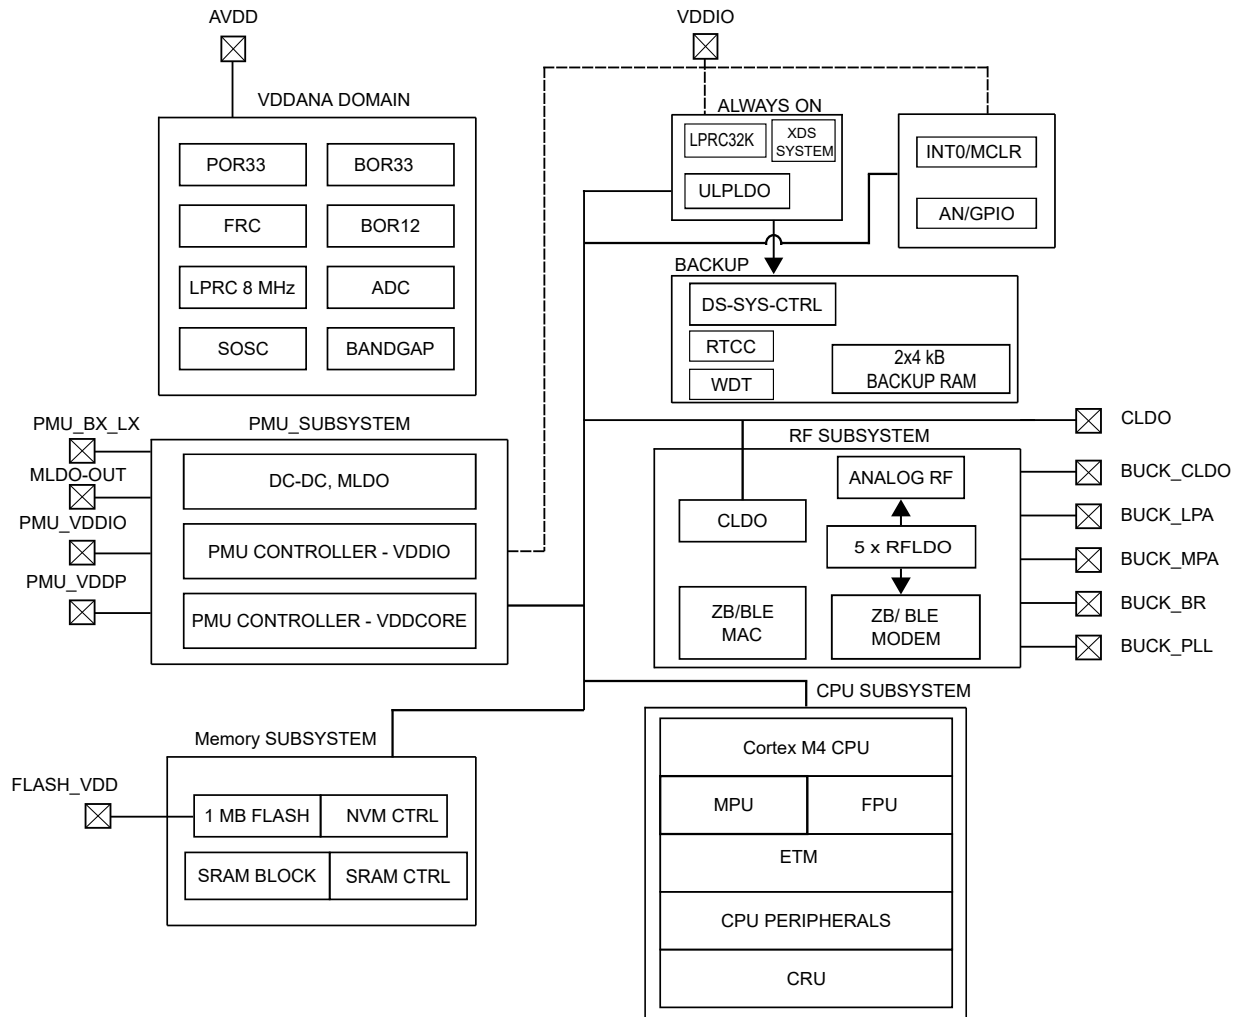 AVDD
VDDIO
VDDANA DOMAIN
POR33
BOR33
FRC
BOR12
LPRC 8 MHz
ADC
SOSC
BANDGAP
ALWAYS ON
LPRC32K
XDS
SYSTEM
ULPLDO
INT0/MCLR
AN/GPIO
BACKUP
DS-SYS-CTRL
RTCC
WDT
2x4 kB
BACKUP RAM
PMU_BX_LX
MLDO-OUT
PMU_VDDIO
PMU_VDDP
PMU_SUBSYSTEM
DC-DC, MLDO
PMU CONTROLLER - VDDIO
PMU CONTROLLER - VDDCORE
RF SUBSYSTEM
CLDO
ANALOG RF
5 x RFLDO
ZB/BLE
MAC
ZB/ BLE
MODEM
CLDO
BUCK_CLDO
BUCK_LPA
BUCK_MPA
BUCK_BR
BUCK_PLL
Memory SUBSYSTEM
FLASH_VDD
1 MB FLASH
NVM CTRL
SRAM BLOCK
SRAM CTRL
CPU SUBSYSTEM
Cortex M4 CPU
MPU
FPU
ETM
CPU PERIPHERALS
CRU